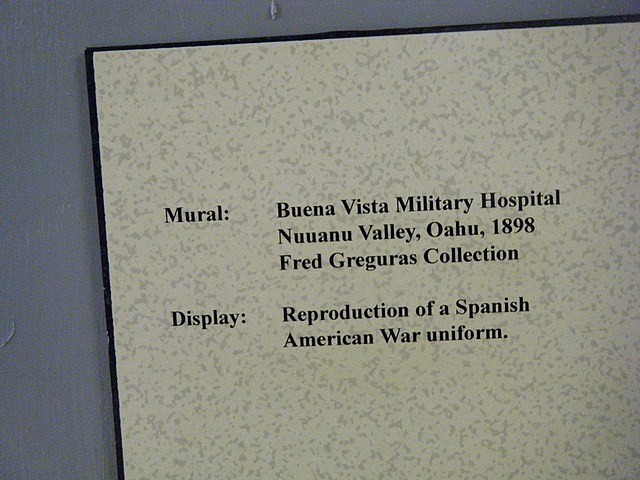 Mural: Buena Vista Military Hospital
Nuuanu Valley, Oahu, 1898
Fred Greguras Collection
Display: Reproduction of a Spanish
American War uniform.